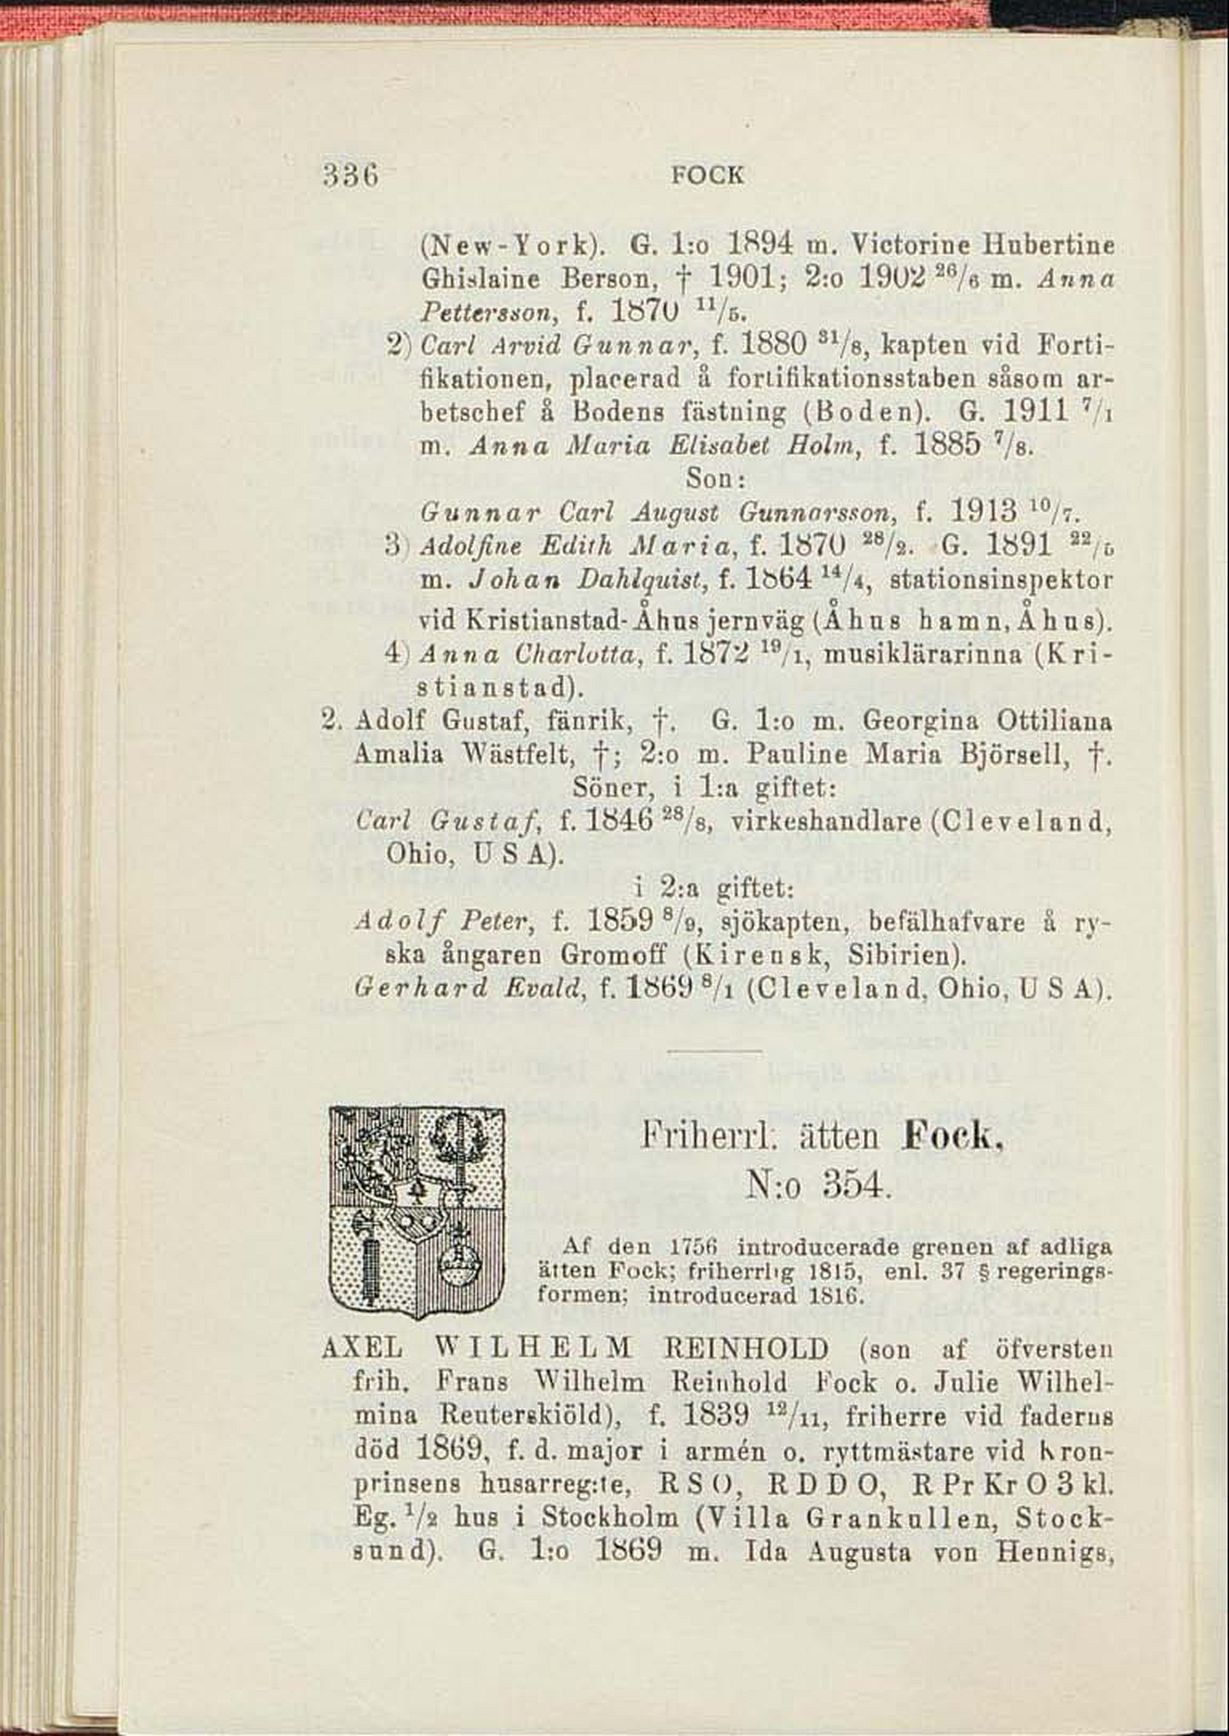 336 FOCK
(New-York). G. 1:o 1894 m. Victorine Hubertine
Ghislaine Berson, † 1901; 2:o 1902 26/6 m. Anna
Pettersson, f. 1870 11/5.
2) Carl Arvid Gunnar, f. 1880 31/8, kapten vid Forti-
fikationen, placerad å fortifikationsstaben såsom ar-
betschef å Bodens fästning (Boden). G. 1911 7/1
m. Anna Maria Elisabet Holm, f. 1885 7/8.
Son:
Gunnar Carl August Gunnarsson, f. 1913 10/7.
3) Adolfine Edith Maria, f. 1870 28/2. G. 1891 22/5
m. Johan Dahlquist, f. 1864 14/4, stationsinspektor
vid Kristianstad-Åhus jernväg (Åhus hamn, Åhus).
4) Anna Charlotta, f. 1872 19/1, musiklärarinna (Kri-
stianstad).
2. Adolf Gustaf, fänrik, †. G. 1:o m. Georgina Ottiliana
Amalia Wästfelt, †; 2:o m. Pauline Maria Björsell, †.
Söner, i 1:a giftet:
Carl Gustaf, f. 1846 28/8, virkeshandlare (Cleveland,
Ohio, U S A).
i 2:a giftet:
Adolf Peter, f. 1859 8/9, sjökapten, befälhafvare å ry-
ska ångaren Gromoff (Kirensk, Sibirien).
Gerhard Evald, f. 1869 8/1 (Cleveland, Ohio, U S A).
Friherrl. ätten Fock,
N:o 354.
Af den 1756 introducerade grenen af adliga
ätten Fock; friherrlig 1815, enl. 37 § regerings-
formen; introducerad 1816.
AXEL WILHELM REINHOLD (son af öfversten
frih. Frans Wilhelm Reinhold Fock o. Julie Wilhel-
mina Reuterskiöld), f. 1839 12/11, friherre vid faderns
död 1869, f. d. major i armén o. ryttmästare vid Kron-
prinsens husarreg:te, R S O, R D D O, R Pr Kr O 3 kl.
Eg. 1/2 hus i Stockholm (Villa Grankullen, Stock-
sund). G. 1:o 1869 m. Ida Augusta von Hennigs,